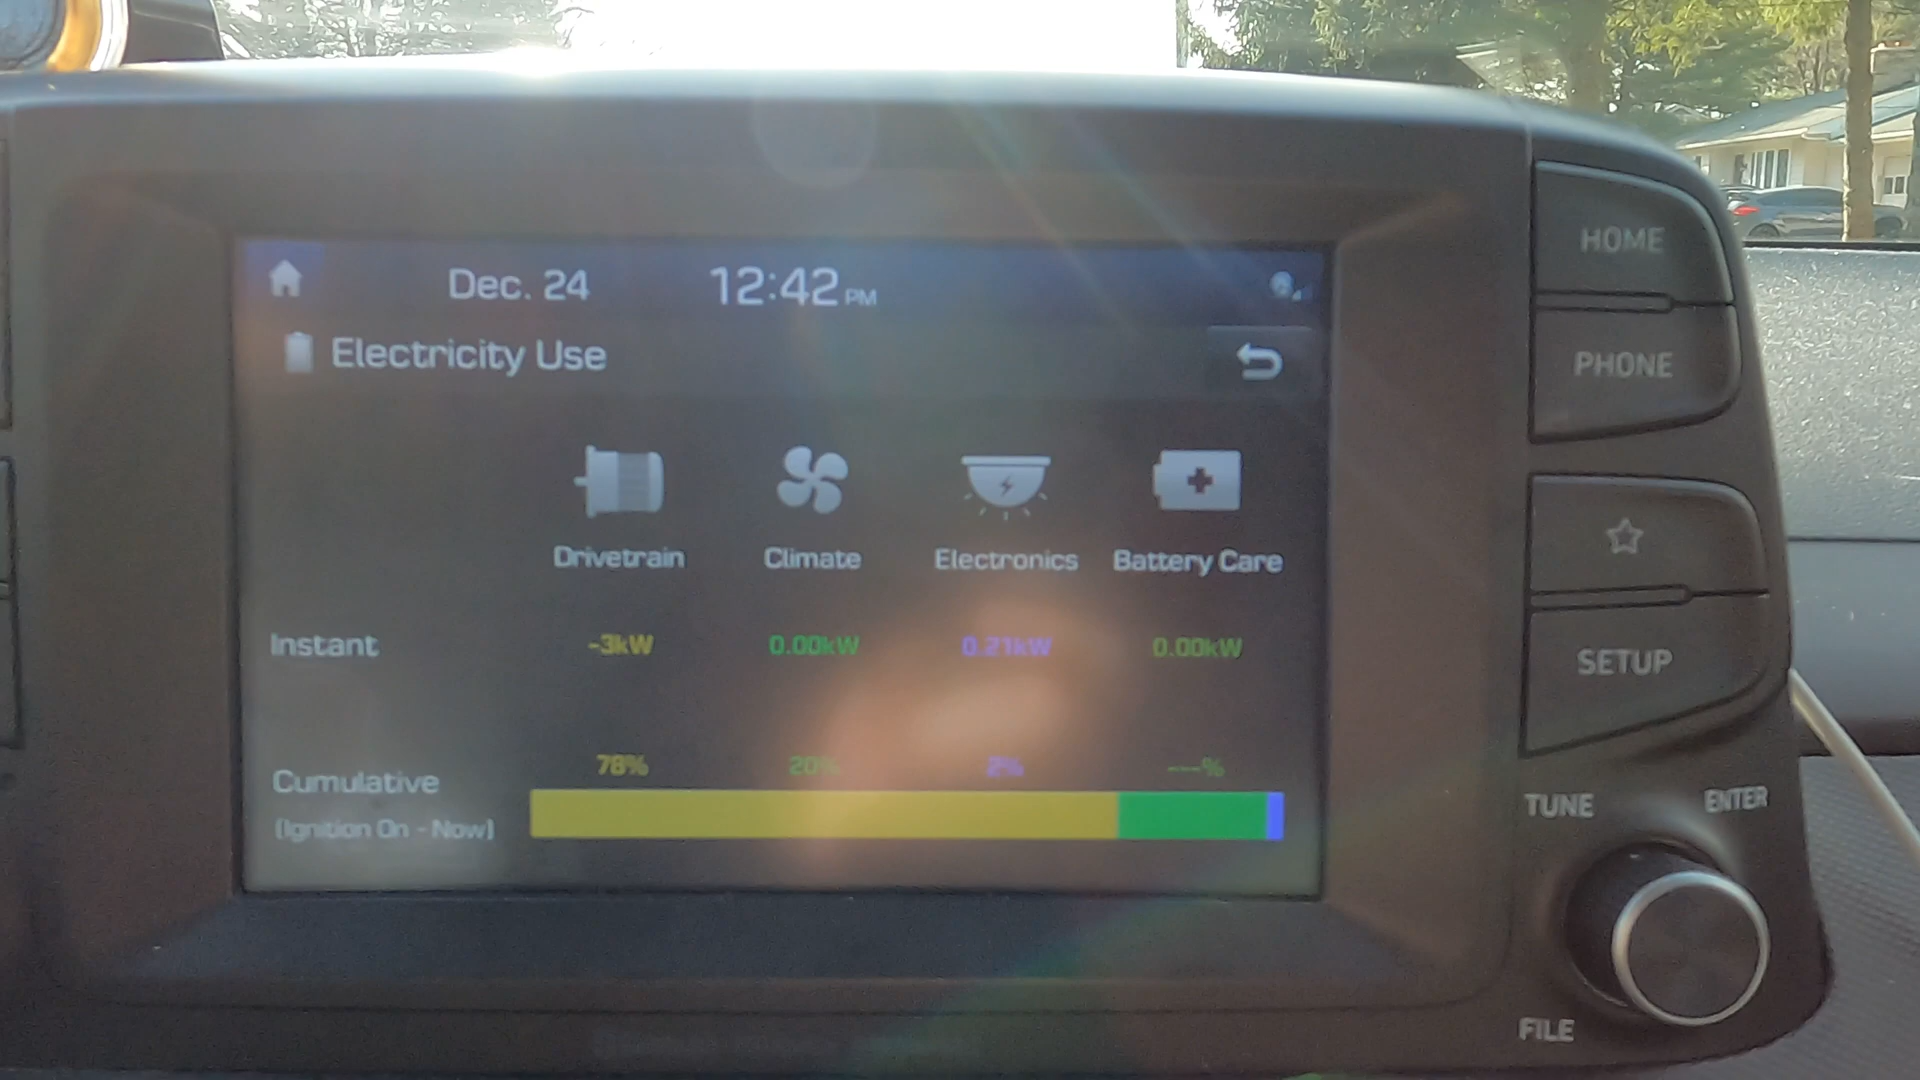 Dec. 24 12:42 PM
Electricity Use
Drivetrain Climate Electronics Battery Care
Instant -3kW 0.00kW 0.21kW 0.00kW
78% 20% 2% ---%
Cumulative
(Ignition On - Now)
HOME
PHONE
SETUP
TUNE ENTER
FILE